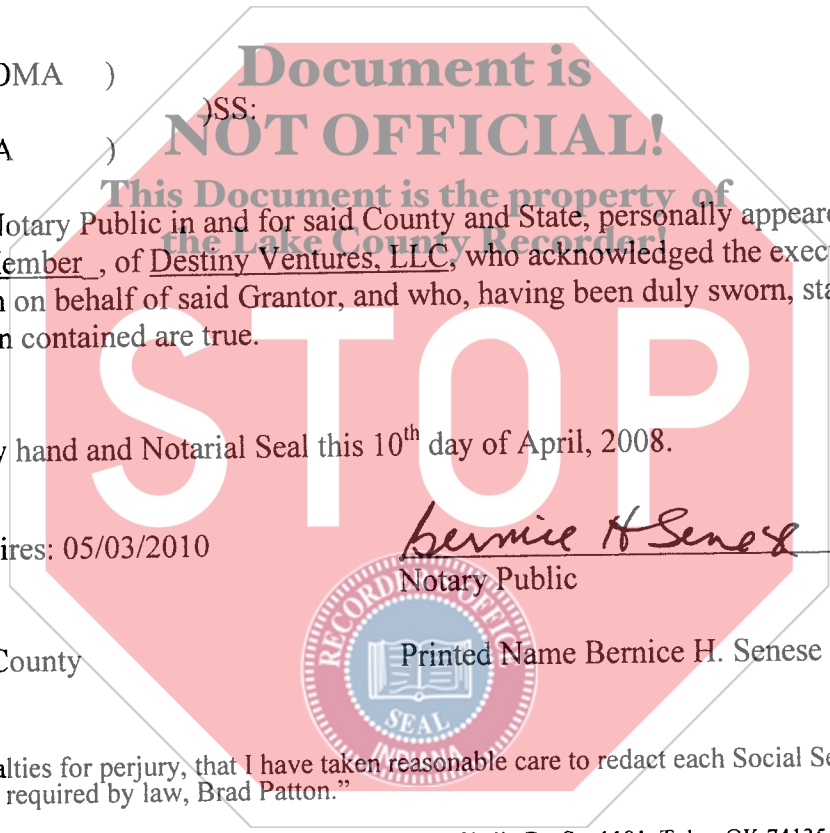 Document is
OMA )
)SS:
NOT OFFICIAL!
A )
This Document is the property of
Notary Public in and for said County and State, personally appeare
the Lake County Recorder!
ember , of Destiny Ventures, LLC, who acknowledged the exec
n on behalf of said Grantor, and who, having been duly sworn, sta
n contained are true.
STOP
y hand and Notarial Seal this 10th day of April, 2008.
ires: 05/03/2010
Bernice H Senese
Notary Public
RECORDER'S OFFICE
County
Printed Name Bernice H. Senese
SEAL
INDIANA
alties for perjury, that I have taken reasonable care to redact each Social Se
required by law, Brad Patton.”
OK 74135